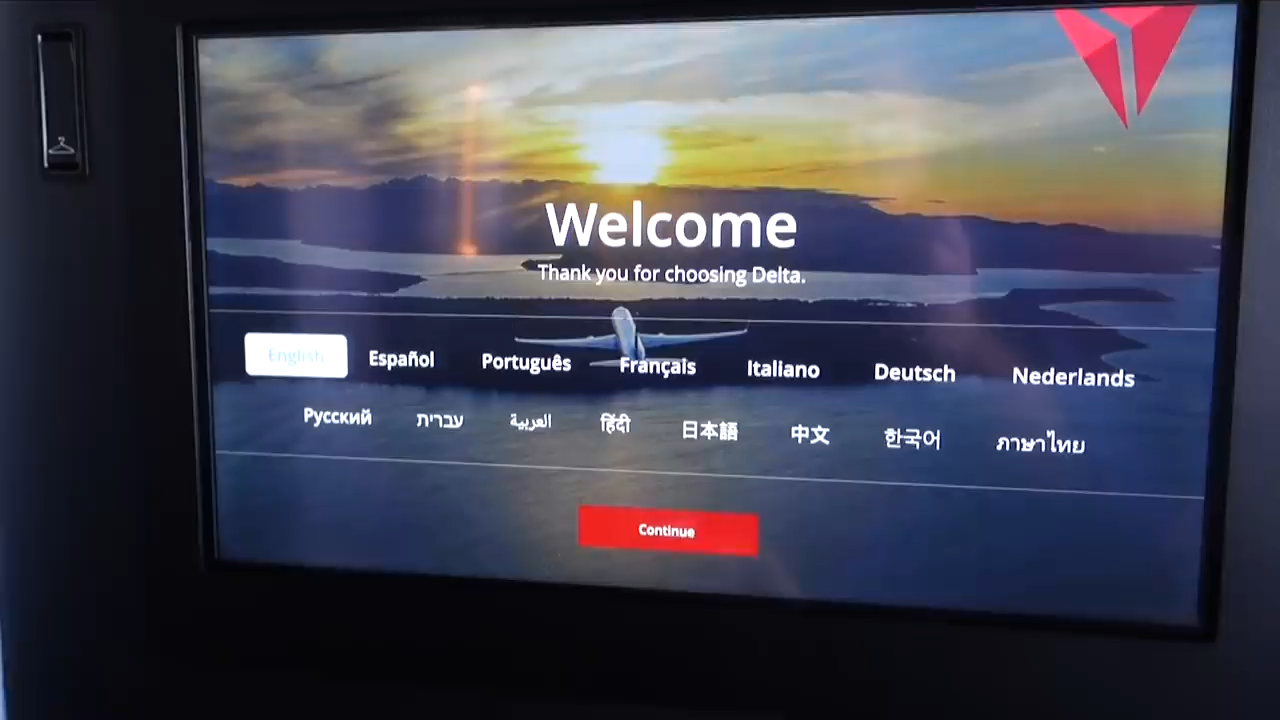 Welcome
Thank you for choosing Delta.
English Español Português Français Italiano Deutsch Nederlands
Русский עברית العربية हिंदी 日本語 中文 한국어 ภาษาไทย
Continue